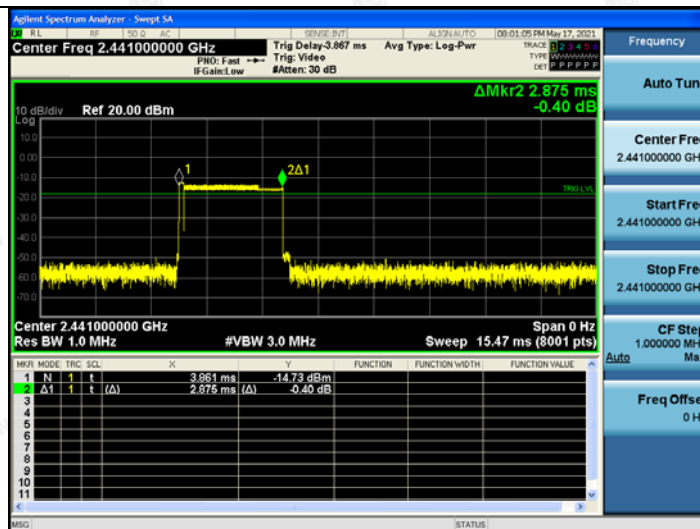 Agilent Spectrum Analyzer - Swept SA
RL RF 50 Ω AC SENSE:INT ALIGN AUTO 08:01:05 PM May 17, 2021
Center Freq 2.441000000 GHz Trig Delay-3.867 ms Avg Type: Log-Pwr TRACE 1 2 3 4 5 6
PNO: Fast Trig: Video TYPE
IFGain:Low #Atten: 30 dB DET P P P P P P
ΔMkr2 2.875 ms
-0.40 dB
10 dB/div Ref 20.00 dBm
Log
10.0
0.00
-10.0
-20.0
-30.0
-40.0
-50.0
-60.0
-70.0
1
2Δ1
TRIG LVL
Center 2.441000000 GHz Span 0 Hz
Res BW 1.0 MHz #VBW 3.0 MHz Sweep 15.47 ms (8001 pts)
MKR MODE TRC SCL X Y FUNCTION FUNCTION WIDTH FUNCTION VALUE
1 N 1 t 3.861 ms -14.73 dBm
2 Δ1 1 t (Δ) 2.875 ms (Δ) -0.40 dB
3
4
5
6
7
8
9
10
11
MSG STATUS
Frequency
Auto Tun
Center Fre
2.441000000 GH
Start Fre
2.441000000 GH
Stop Fre
2.441000000 GH
CF Step
1.000000 MH
Auto Ma
Freq Offse
0 H